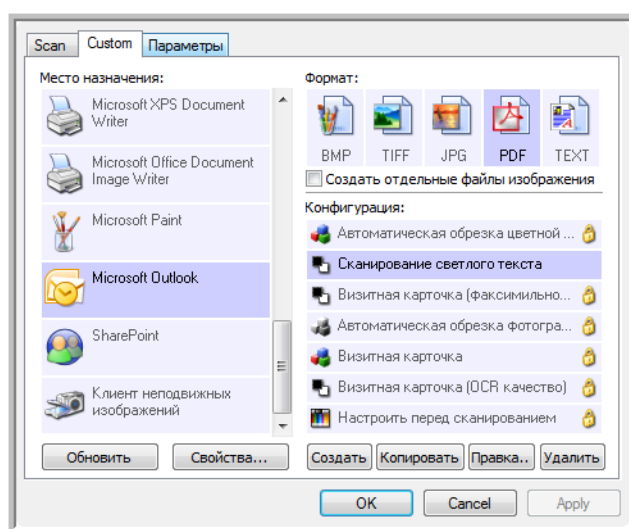 Scan Custom Параметры
Место назначения:
Microsoft XPS Document
Writer
Microsoft Office Document
Image Writer
Microsoft Paint
Microsoft Outlook
SharePoint
Клиент неподвижных
изображений
Обновить Свойства...
Формат:
BMP TIFF JPG PDF TEXT
Создать отдельные файлы изображения
Конфигурация:
Автоматическая обрезка цветной ...
Сканирование светлого текста
Визитная карточка (факсимильно...
Автоматическая обрезка фотогра...
Визитная карточка
Визитная карточка (OCR качество)
Настроить перед сканированием
Создать Копировать Правка.. Удалить
OK Cancel Apply